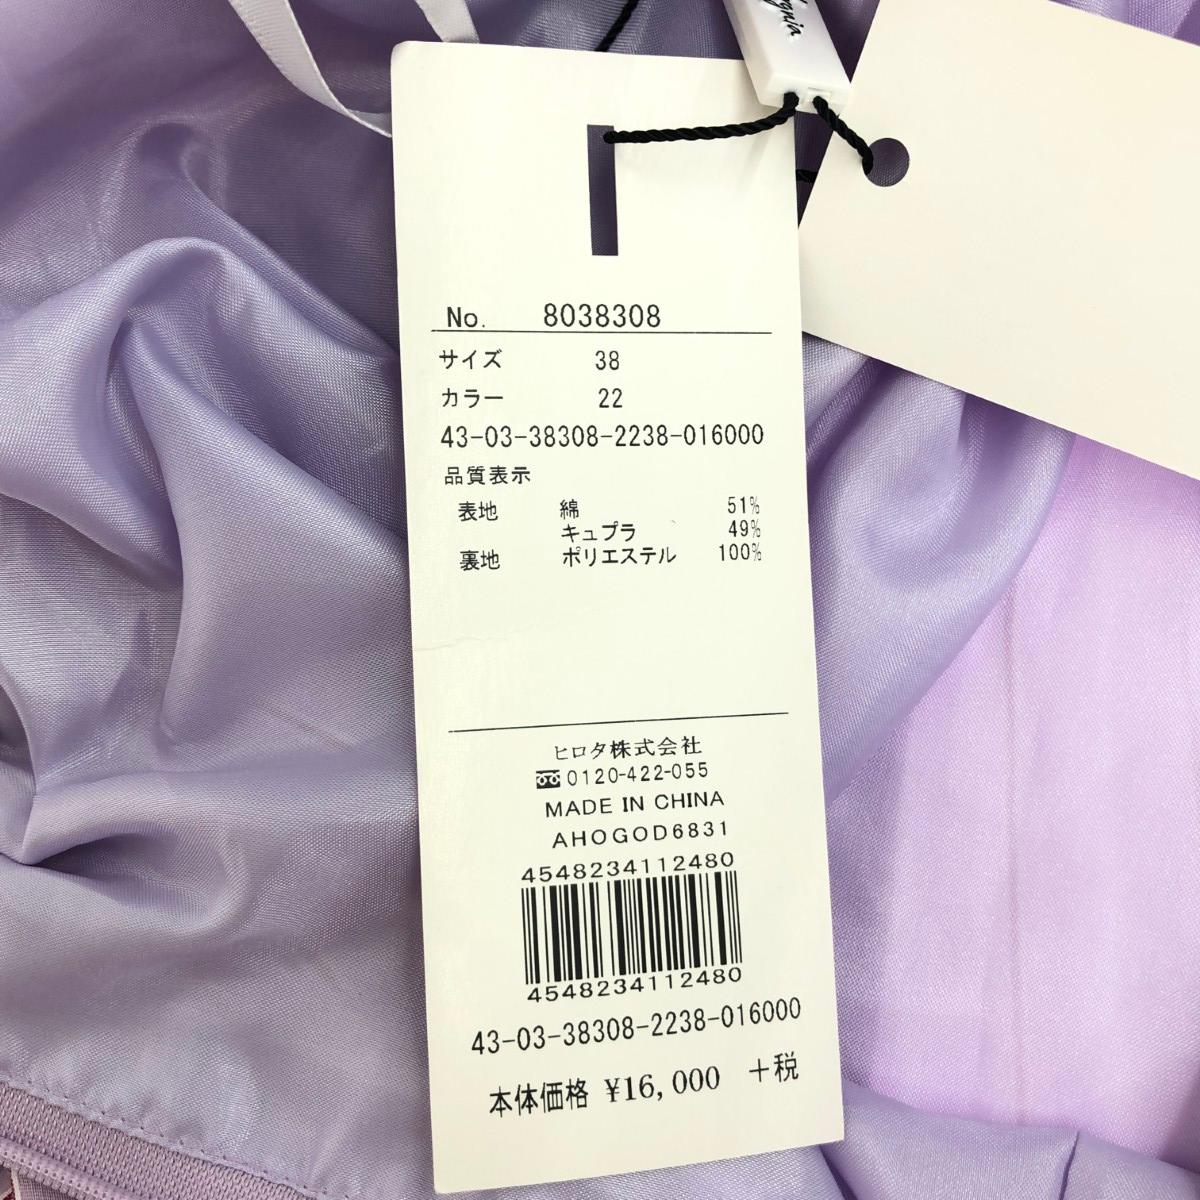 No. 8038308
サイズ 38
カラー 22
43-03-38308-2238-016000
品質表示
表地 綿 51%
キュプラ 49%
裏地 ポリエステル 100%
ヒロタ株式会社
0120-422-055
MADE IN CHINA
AHOGOD6831
4548234112480
4548234112480
43-03-38308-2238-016000
本体価格 ¥16,000 +税